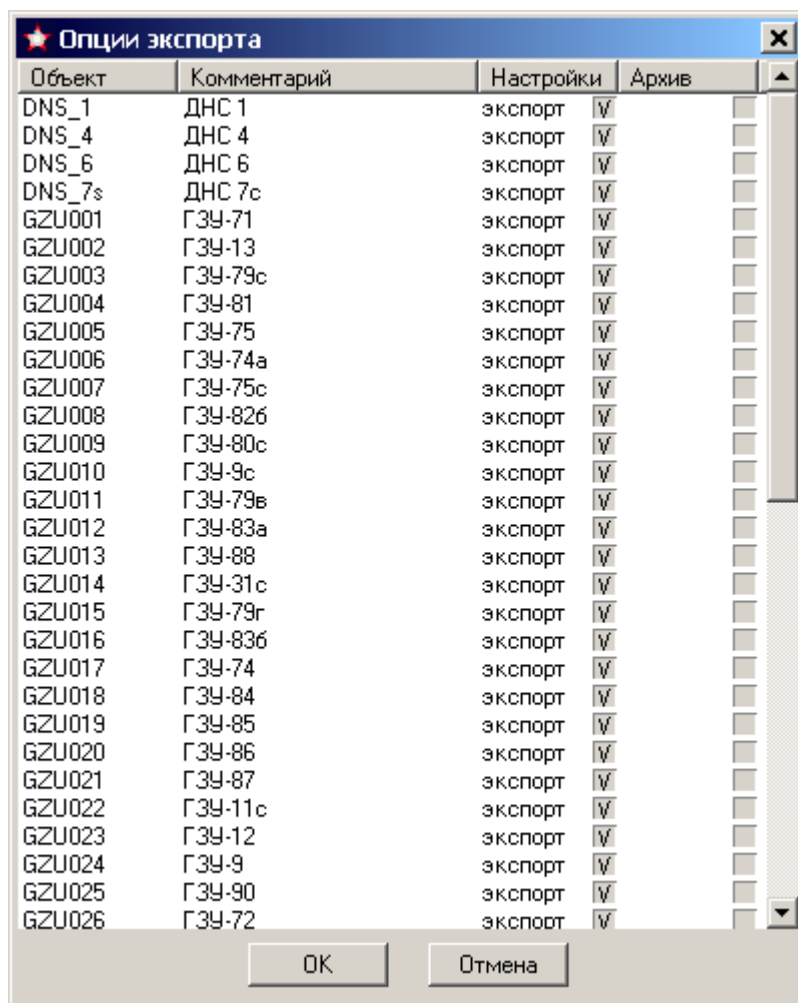 Опции экспорта
Объект Комментарий Настройки Архив
DNS_1 ДНС 1 экспорт V
DNS_4 ДНС 4 экспорт V
DNS_6 ДНС 6 экспорт V
DNS_7s ДНС 7с экспорт V
GZU001 ГЗУ-71 экспорт V
GZU002 ГЗУ-13 экспорт V
GZU003 ГЗУ-79с экспорт V
GZU004 ГЗУ-81 экспорт V
GZU005 ГЗУ-75 экспорт V
GZU006 ГЗУ-74а экспорт V
GZU007 ГЗУ-75с экспорт V
GZU008 ГЗУ-82б экспорт V
GZU009 ГЗУ-80с экспорт V
GZU010 ГЗУ-9с экспорт V
GZU011 ГЗУ-79в экспорт V
GZU012 ГЗУ-83а экспорт V
GZU013 ГЗУ-88 экспорт V
GZU014 ГЗУ-31с экспорт V
GZU015 ГЗУ-79г экспорт V
GZU016 ГЗУ-83б экспорт V
GZU017 ГЗУ-74 экспорт V
GZU018 ГЗУ-84 экспорт V
GZU019 ГЗУ-85 экспорт V
GZU020 ГЗУ-86 экспорт V
GZU021 ГЗУ-87 экспорт V
GZU022 ГЗУ-11с экспорт V
GZU023 ГЗУ-12 экспорт V
GZU024 ГЗУ-9 экспорт V
GZU025 ГЗУ-90 экспорт V
GZU026 ГЗУ-72 экспорт V
OK Отмена